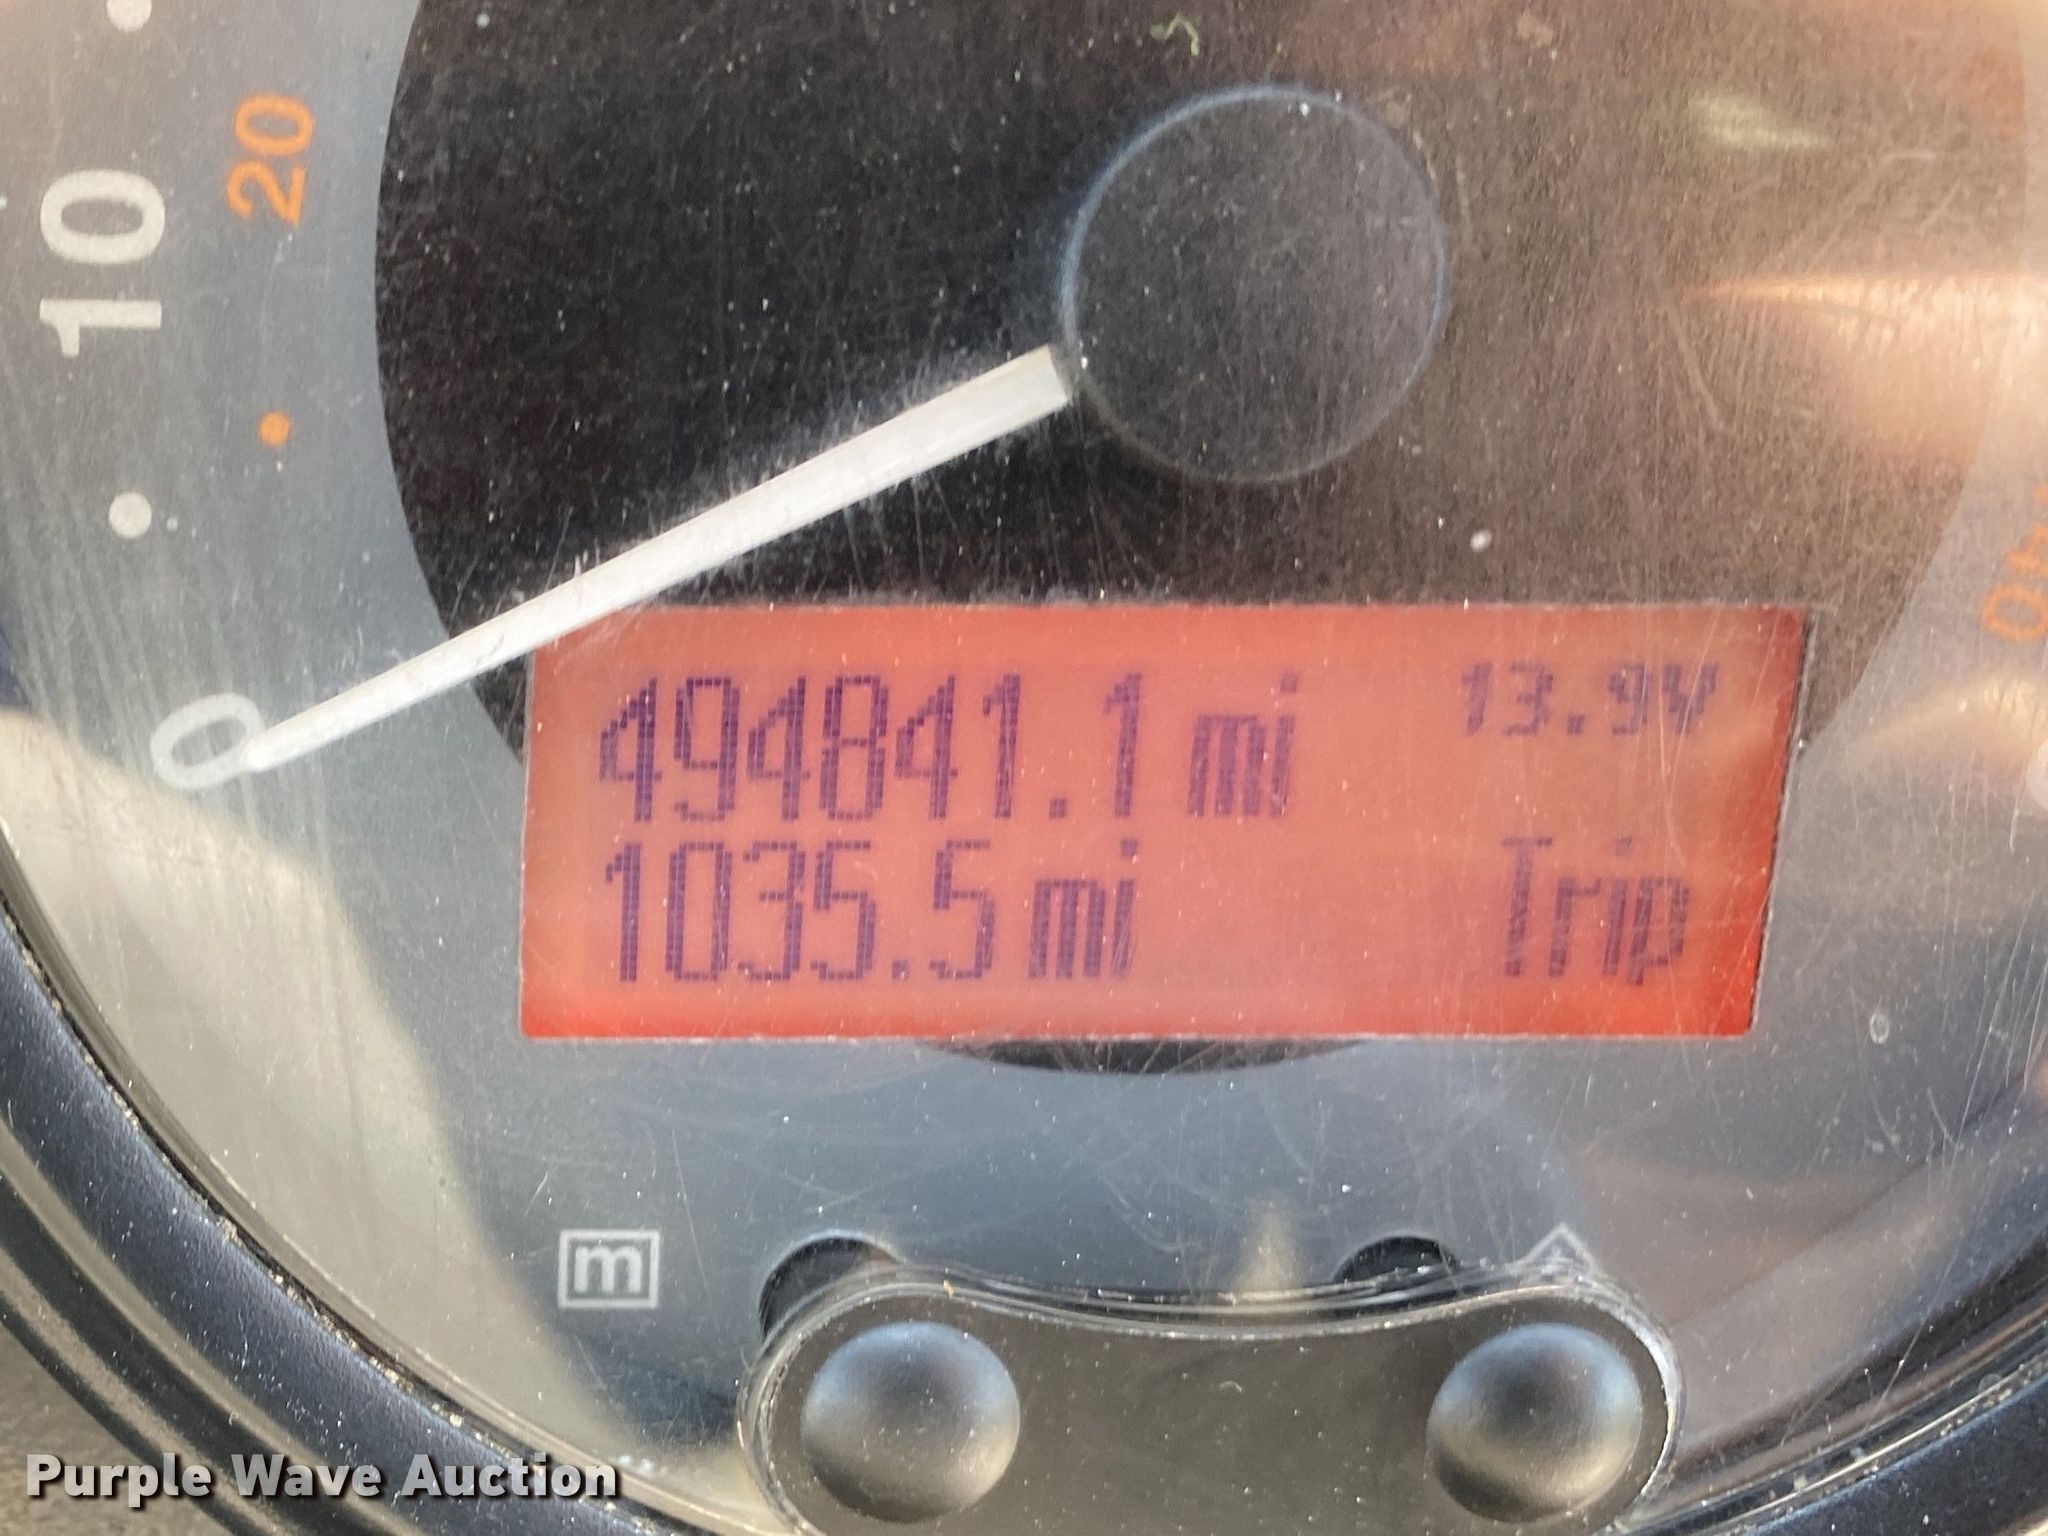 20
10
0
494841.1 mi 13.9V
1035.5 mi Trip
m
Purple Wave Auction